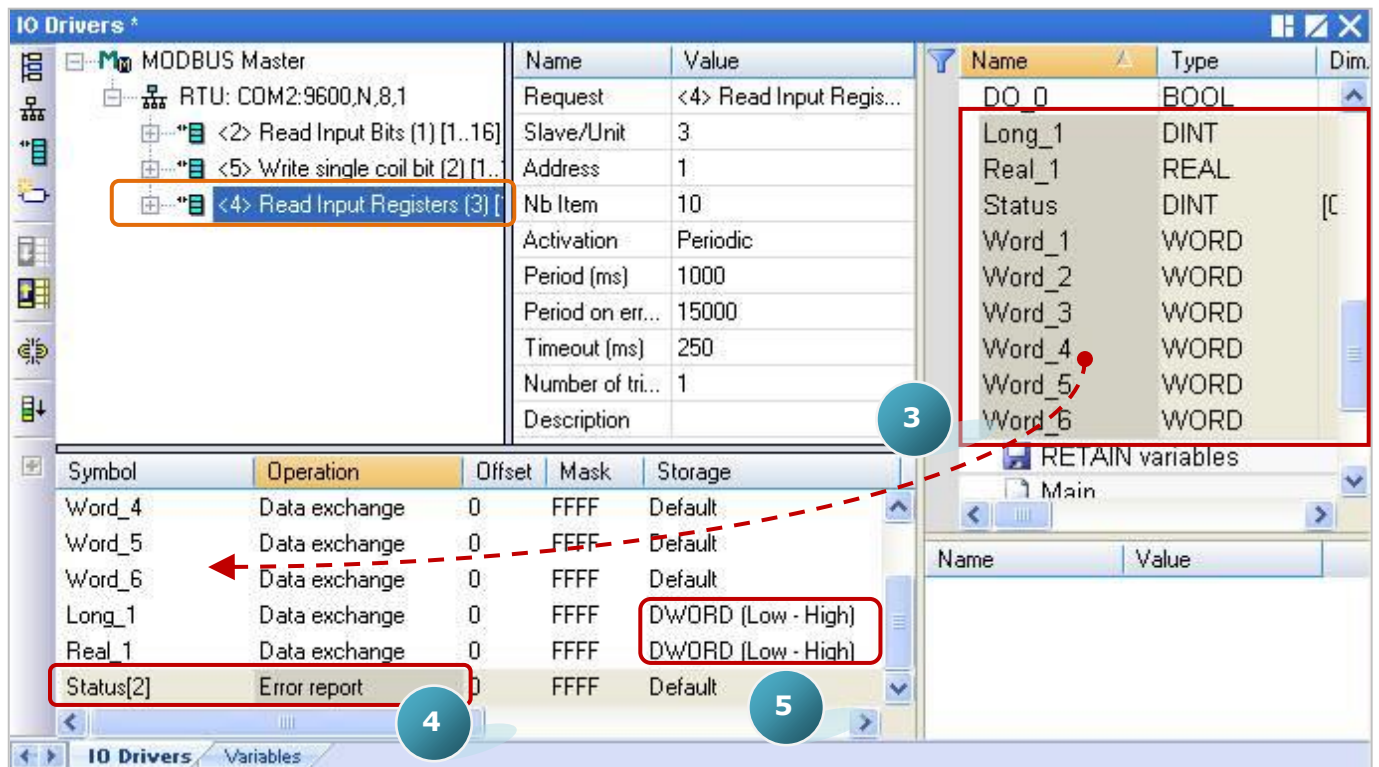 IO Drivers *
MODBUS Master
RTU: COM2:9600,N,8,1
<2> Read Input Bits (1) [1..16]
<5> Write single coil bit (2) [1..
<4> Read Input Registers (3) [
Name Value
Request <4> Read Input Regis...
Slave/Unit 3
Address 1
Nb Item 10
Activation Periodic
Period (ms) 1000
Period on err... 15000
Timeout (ms) 250
Number of tri... 1
Description
Name Type Dim.
DO_0 BOOL
Long_1 DINT
Real_1 REAL
Status DINT
Word_1 WORD
Word_2 WORD
Word_3 WORD
Word_4 WORD
Word_5 WORD
Word_6 WORD
3
RETAIN variables
Main
Symbol Operation Offset Mask Storage
Word_4 Data exchange 0 FFFF Default
Word_5 Data exchange 0 FFFF Default
Word_6 Data exchange 0 FFFF Default
Long_1 Data exchange 0 FFFF DWORD (Low - High)
Real_1 Data exchange 0 FFFF DWORD (Low - High)
Status[2] Error report 0 FFFF Default
4
5
Name Value
IO Drivers Variables